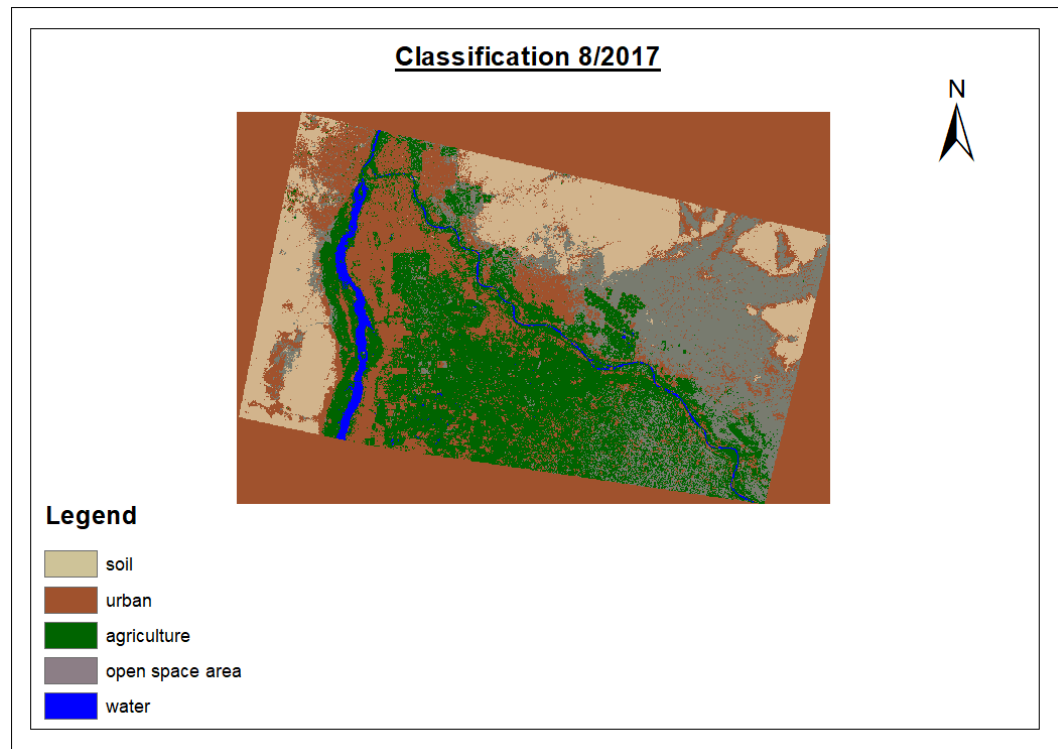 Classification 8/2017
N
Legend
soil
urban
agriculture
open space area
water